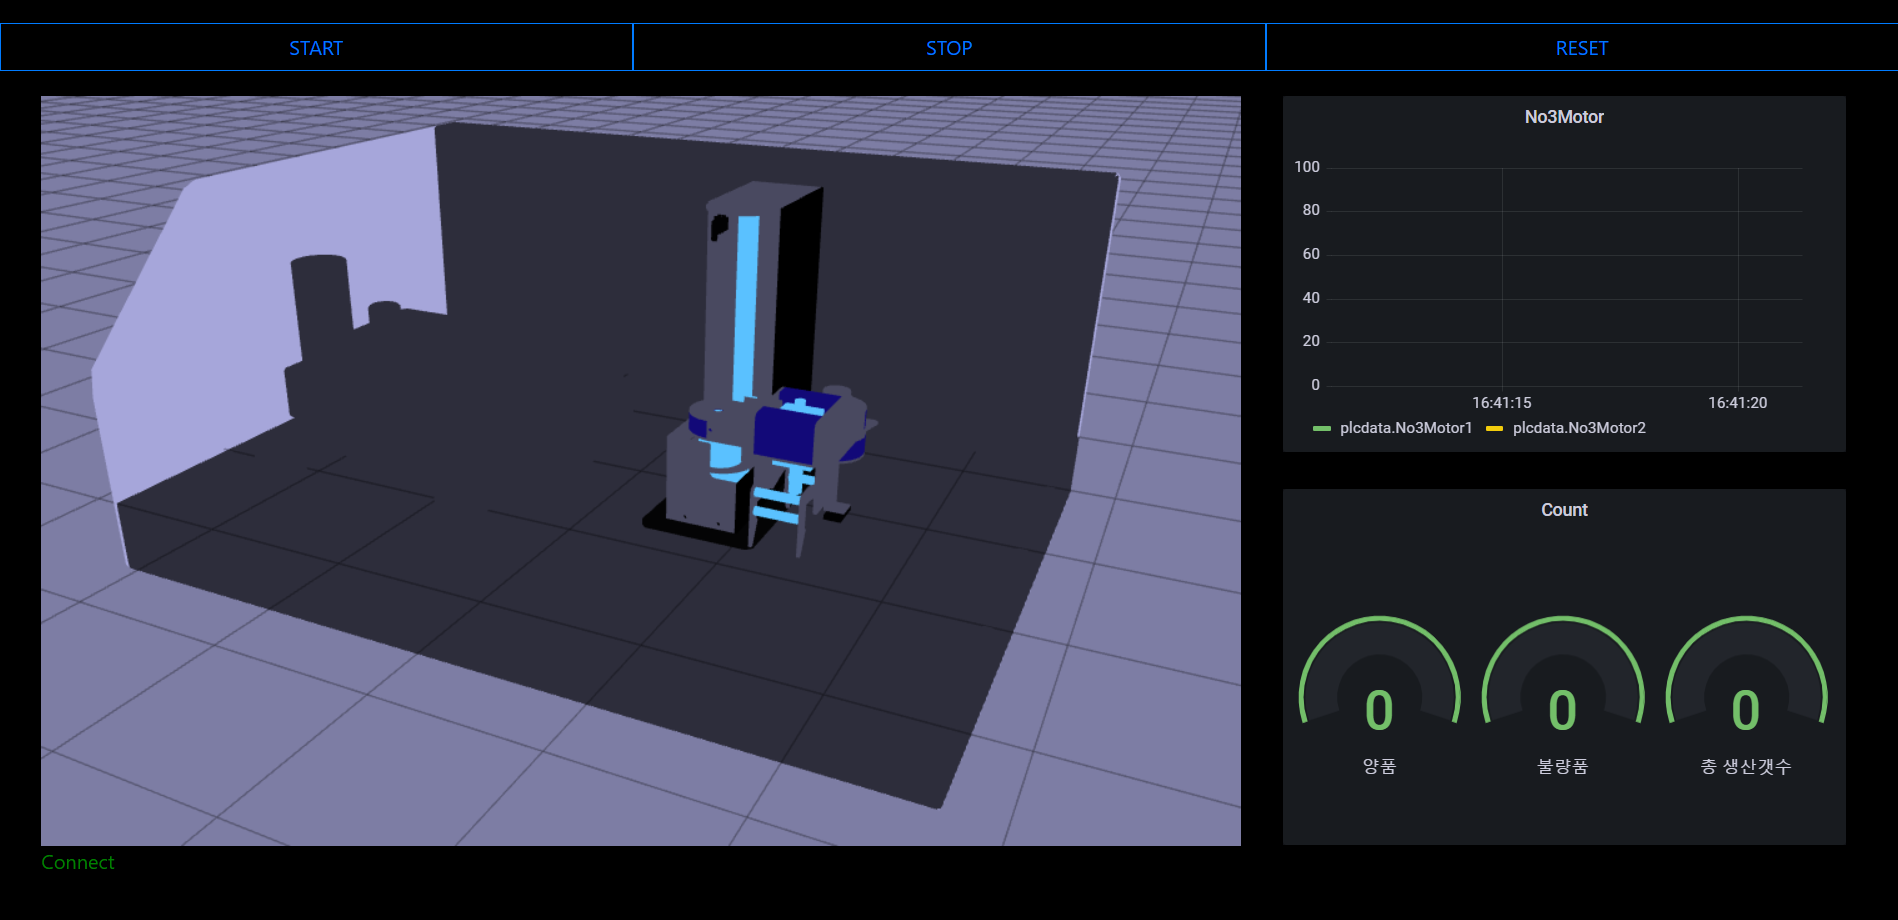 START STOP RESET
No3Motor
100
80
60
40
20
0
16:41:15 16:41:20
plcdata.No3Motor1 plcdata.No3Motor2
Count
0 0 0
양품 불량품 총 생산갯수
Connect